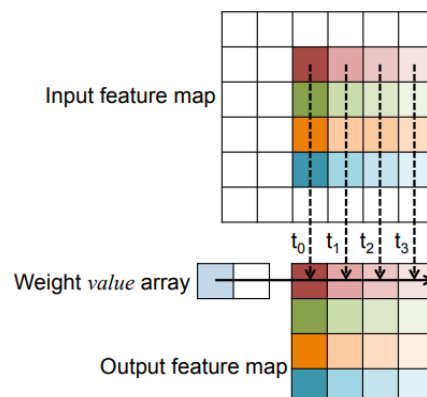 Input feature map
t0 t1 t2 t3
Weight value array
Output feature map